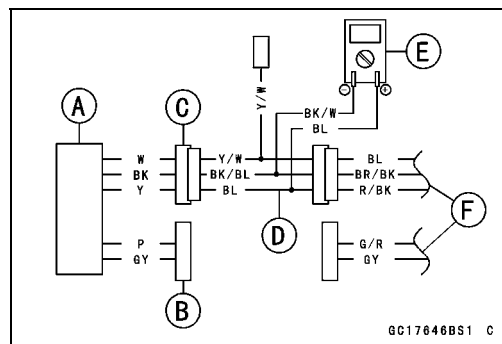 E
A
C
Y/W
− +
BK/W
BL
W Y/W BL
BK BK/BL BR/BK
Y BL R/BK
F
P D G/R
GY GY
B
GC17646BS1 C